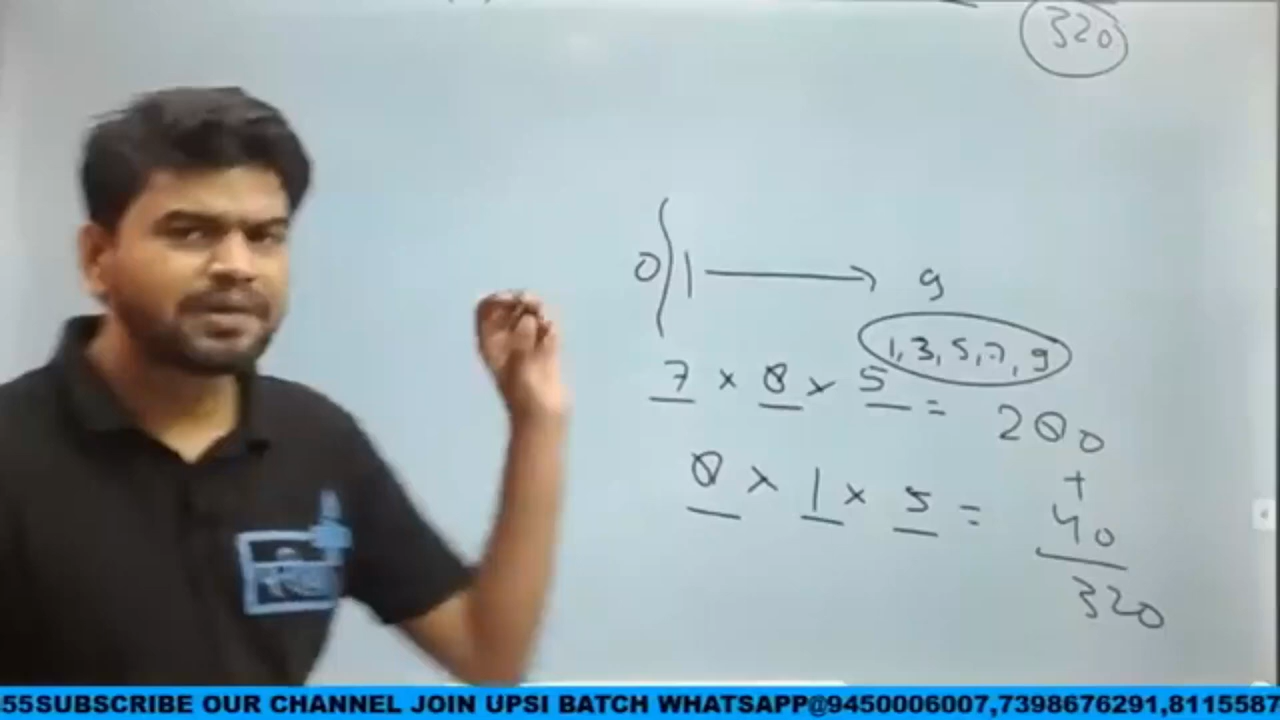 320
0 | 1 → 9
1, 3, 5, 7, 9
7 × 8 × 5 = 280
+
8 × 1 × 5 = 40
320
55SUBSCRIBE OUR CHANNEL JOIN UPSI BATCH WHATSAPP@9450006007,7398676291,8115587